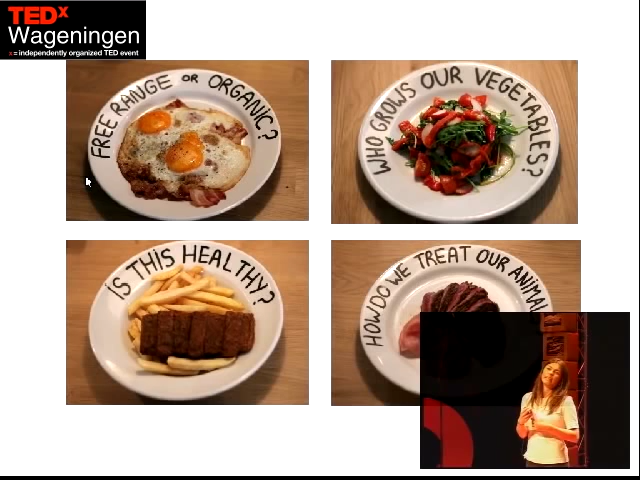 TEDx
Wageningen
x = independently organized TED event
FREE RANGE OR ORGANIC?
WHO GROWS OUR VEGETABLES?
IS THIS HEALTHY?
HOW DO WE TREAT OUR ANIMAL